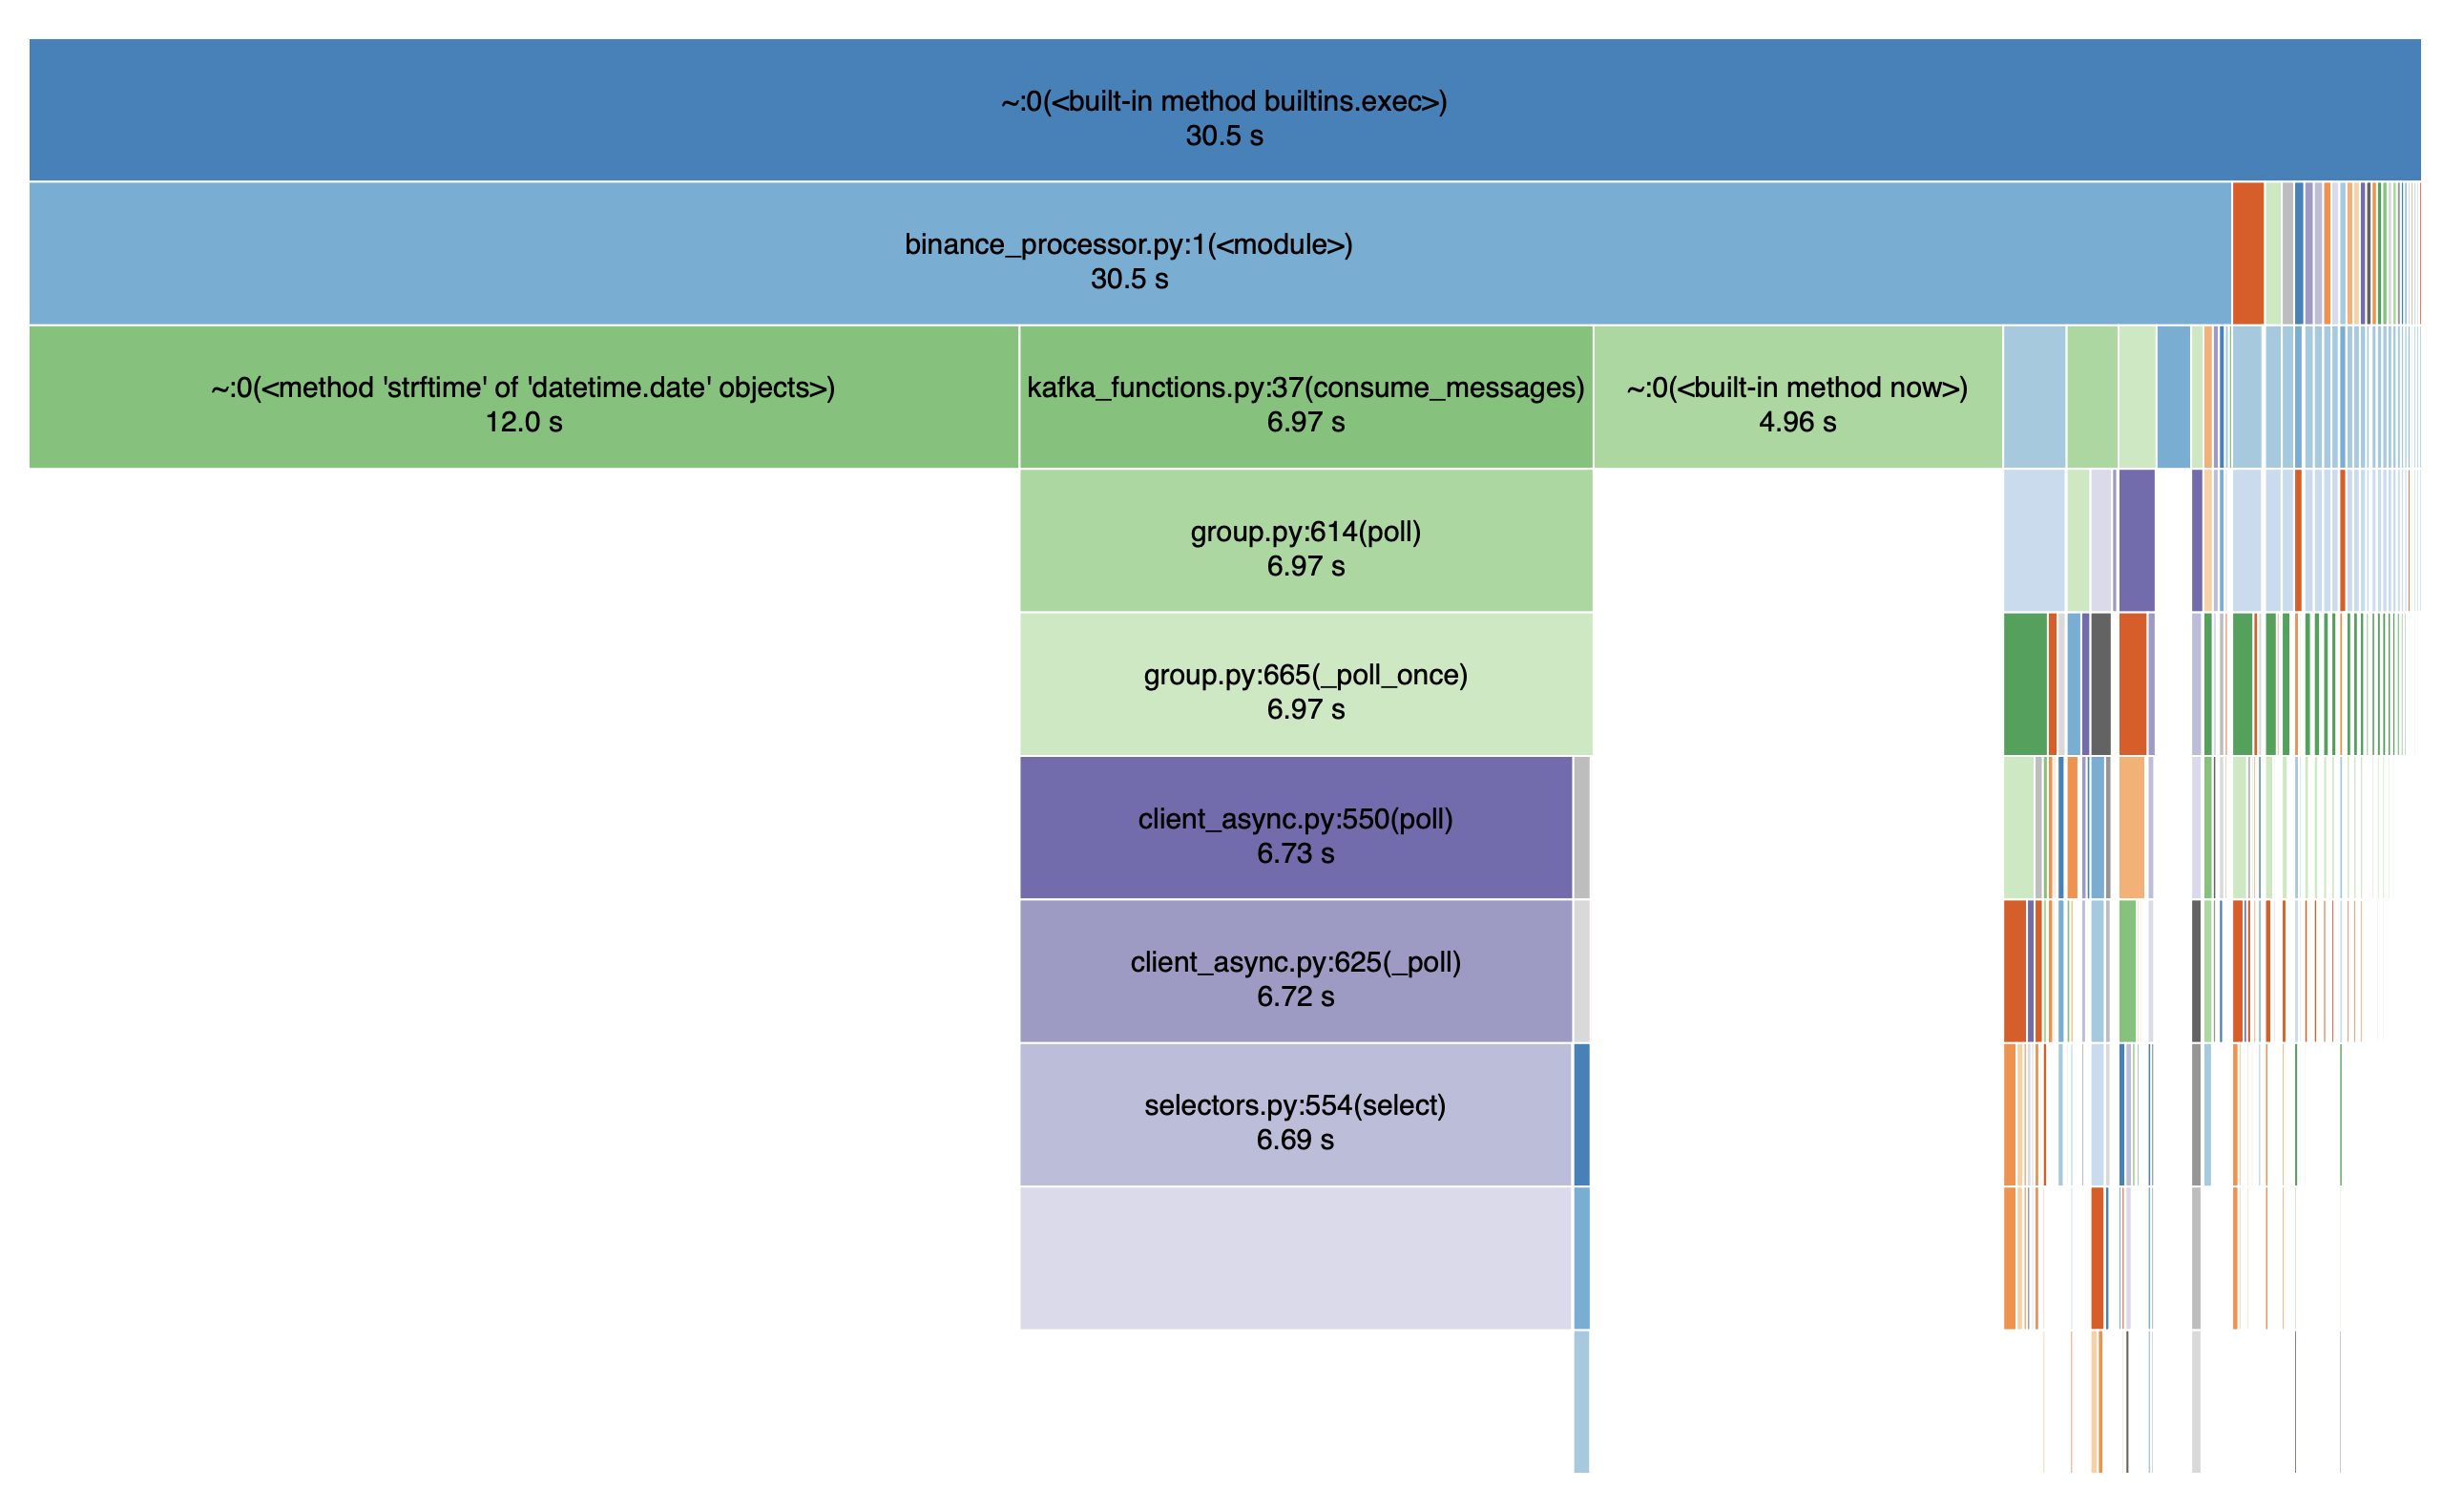 ~:0(<built-in method builtins.exec>)
30.5 s
binance_processor.py:1(<module>)
30.5 s
~:0(<method 'strftime' of 'datetime.date' objects>)
12.0 s
kafka_functions.py:37(consume_messages)
6.97 s
~:0(<built-in method now>)
4.96 s
group.py:614(poll)
6.97 s
group.py:665(_poll_once)
6.97 s
client_async.py:550(poll)
6.73 s
client_async.py:625(_poll)
6.72 s
selectors.py:554(select)
6.69 s